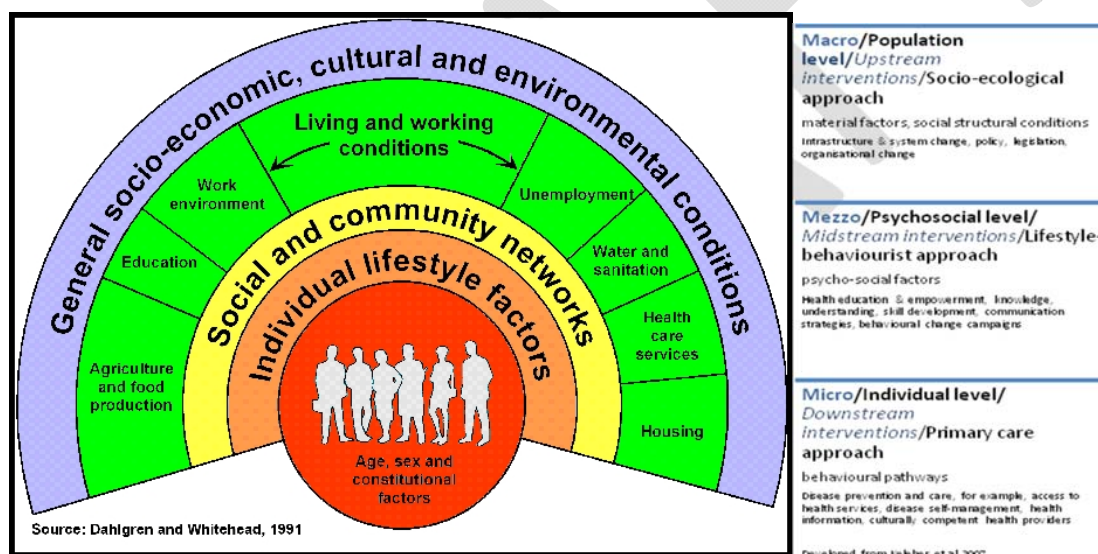 General socio-economic, cultural and environmental conditions
Living and working
conditions
Work
environment
Unemployment
Education
Water and
sanitation
Agriculture
and food
production
Health
care
services
Housing
Social and community networks
Individual lifestyle factors
Age, sex and
constitutional
factors
Source: Dahlgren and Whitehead, 1991
Macro/Population
level/Upstream
interventions/Socio-ecological
approach
material factors, social structural conditions
Intrastructure & system change, policy, legislation,
organisational change
Mezzo/Psychosocial level/
Midstream interventions/Lifestyle-
behaviourist approach
psycho-social factors
Health education & empowerment, knowledge,
understanding, skill development, communication
strategies, behavioural change campaigns
Micro/Individual level/
Downstream
interventions/Primary care
approach
behavioural pathways
Disease prevention and care, for example, access to
health services, disease self-management, health
information, culturally competent health providers
Developed from et al 2007